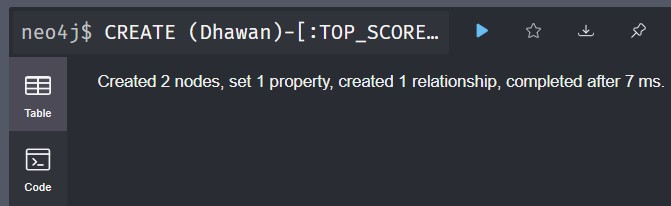 neo4j$ CREATE (Dhawan)-[:TOP_SCORE…
Created 2 nodes, set 1 property, created 1 relationship, completed after 7 ms.
Table
Code